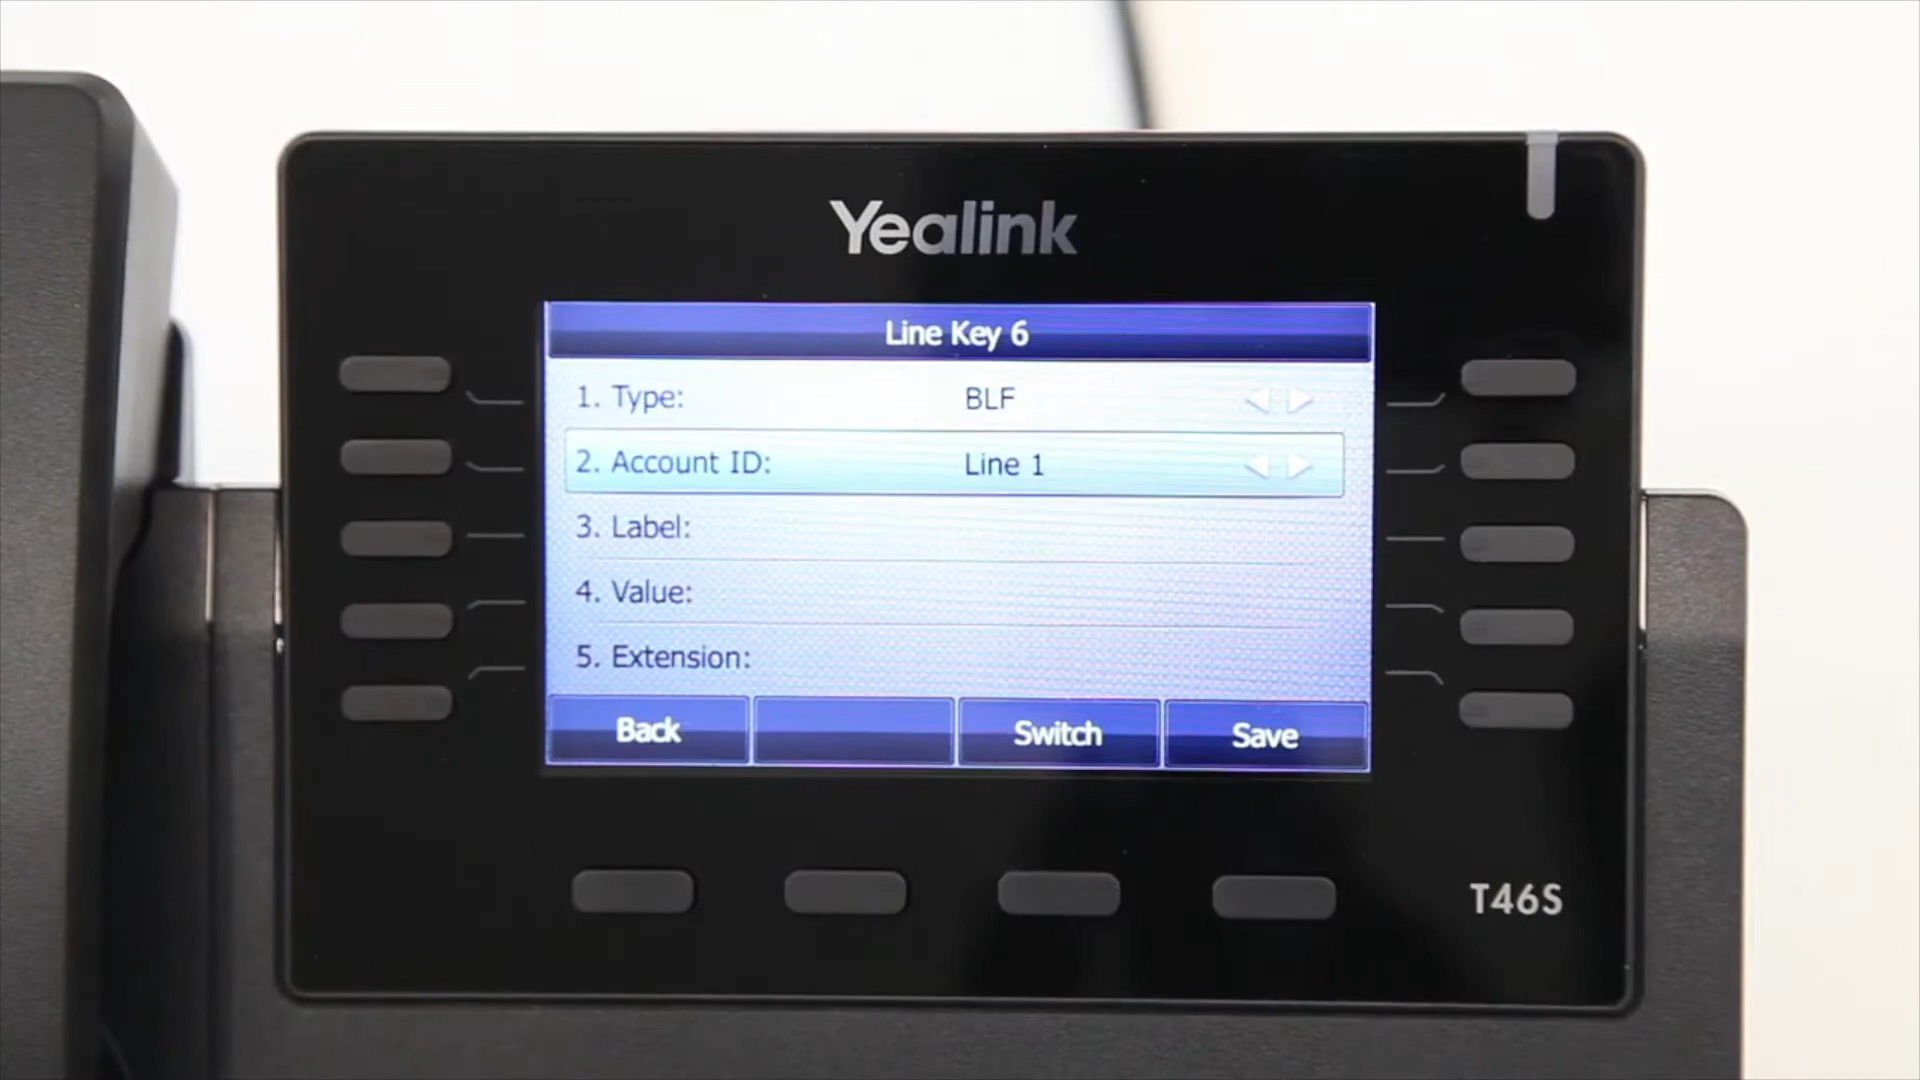 Yealink
Line Key 6
1. Type: BLF
2. Account ID: Line 1
3. Label:
4. Value:
5. Extension:
Back Switch Save
T46S